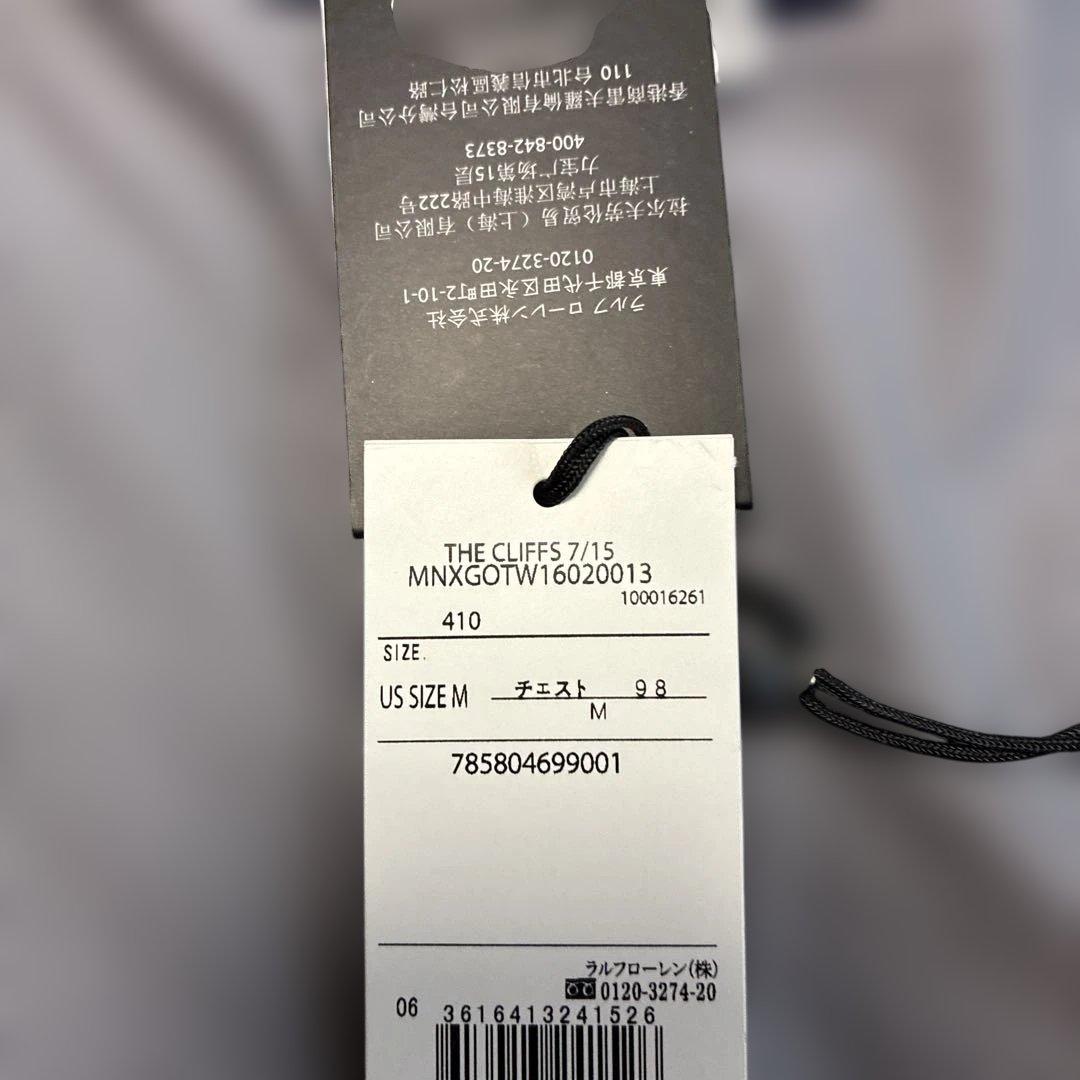 ラルフ ローレン株式会社
東京都千代田区永田町2-10-1
0120-3274-20
拉尔夫劳伦贸易（上海）有限公司
上海市卢湾区淮海中路222号
力宝广场第15层
400-842-8373
香港商雷夫羅倫有限公司台灣分公司
110 台北市信義區松仁路
THE CLIFFS 7/15
MNXGOTW16020013
100016261
410
SIZE.
US SIZE M チェスト 98
M
785804699001
ラルフローレン(株)
0120-3274-20
06 3616413241526